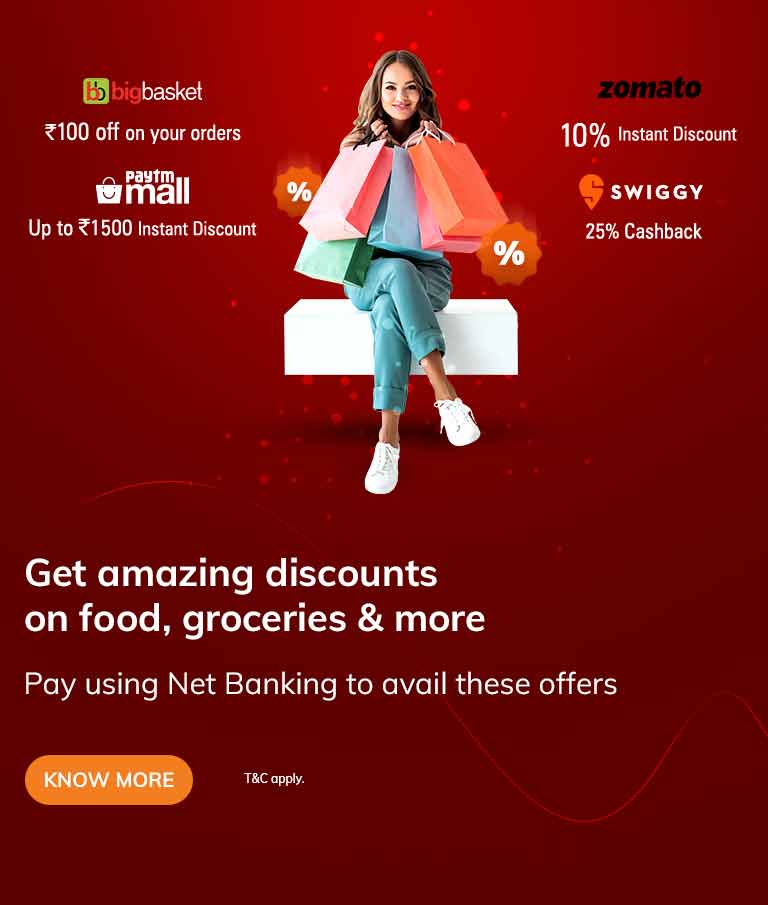 bb bigbasket
₹100 off on your orders
paytm
mall
Up to ₹1500 Instant Discount
%
%
zomato
10% Instant Discount
SWIGGY
25% Cashback
Get amazing discounts
on food, groceries & more
Pay using Net Banking to avail these offers
KNOW MORE
T&C apply.